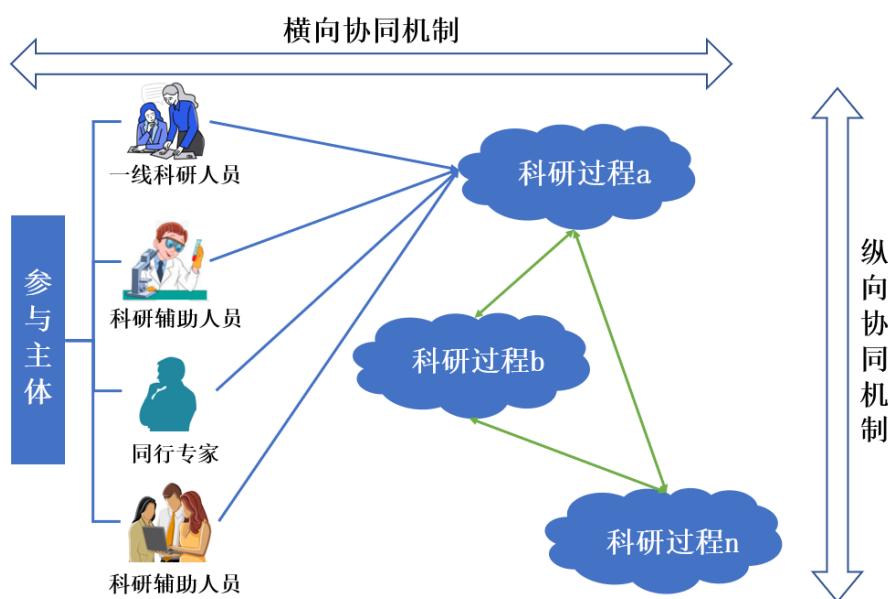 横向协同机制
一线科研人员
科研过程a
参与主体
科研辅助人员
纵向协同机制
科研过程b
同行专家
科研过程n
科研辅助人员